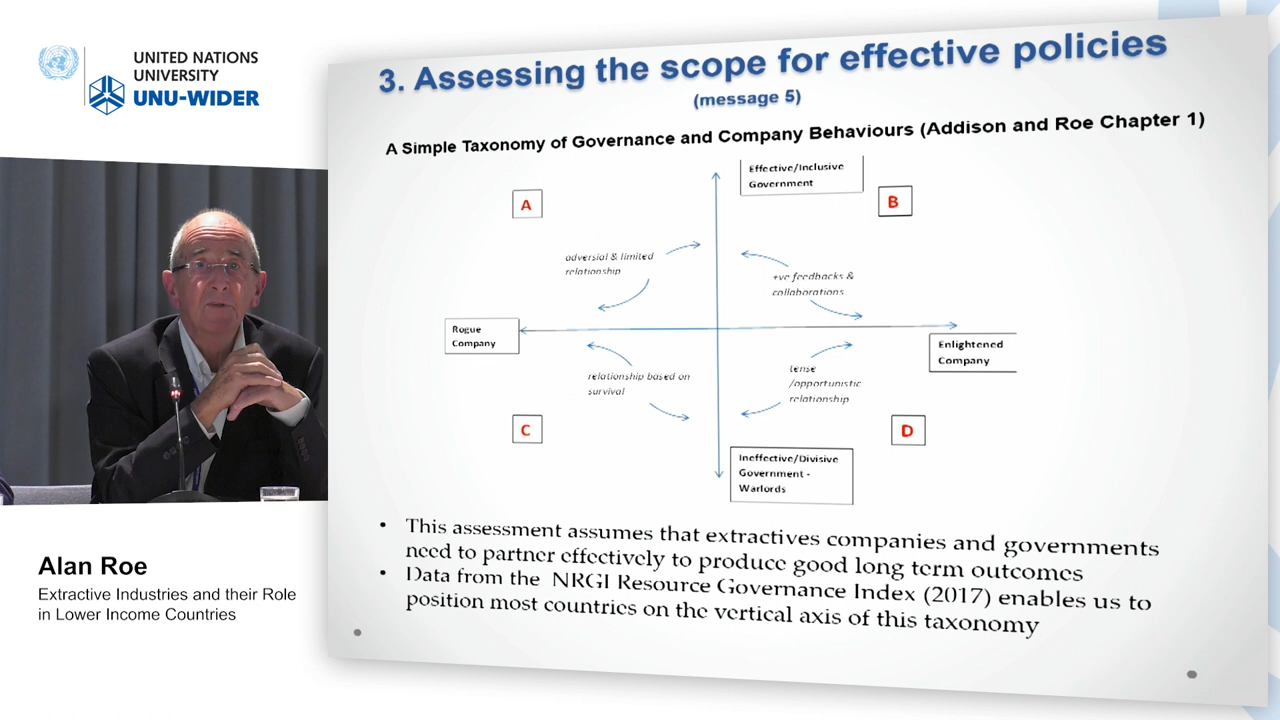 UNITED NATIONS
UNIVERSITY
UNU-WIDER
3. Assessing the scope for effective policies
(message 5)
A Simple Taxonomy of Governance and Company Behaviours (Addison and Roe Chapter 1)
Effective/Inclusive
Government
A
B
adversial & limited
relationship
+ve feedbacks &
collaborations
Rogue
Company
Enlightened
Company
relationship based on
survival
tense
/opportunistic
relationship
C
D
Ineffective/Divisive
Government -
Warlords
• This assessment assumes that extractives companies and governments
need to partner effectively to produce good long term outcomes
• Data from the NRGI Resource Governance Index (2017) enables us to
position most countries on the vertical axis of this taxonomy
Alan Roe
Extractive Industries and their Role
in Lower Income Countries